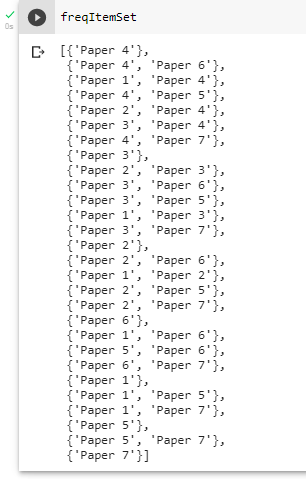 freqItemSet
0s
[{'Paper 4'},
{'Paper 4', 'Paper 6'},
{'Paper 1', 'Paper 4'},
{'Paper 4', 'Paper 5'},
{'Paper 2', 'Paper 4'},
{'Paper 3', 'Paper 4'},
{'Paper 4', 'Paper 7'},
{'Paper 3'},
{'Paper 2', 'Paper 3'},
{'Paper 3', 'Paper 6'},
{'Paper 3', 'Paper 5'},
{'Paper 1', 'Paper 3'},
{'Paper 3', 'Paper 7'},
{'Paper 2'},
{'Paper 2', 'Paper 6'},
{'Paper 1', 'Paper 2'},
{'Paper 2', 'Paper 5'},
{'Paper 2', 'Paper 7'},
{'Paper 6'},
{'Paper 1', 'Paper 6'},
{'Paper 5', 'Paper 6'},
{'Paper 6', 'Paper 7'},
{'Paper 1'},
{'Paper 1', 'Paper 5'},
{'Paper 1', 'Paper 7'},
{'Paper 5'},
{'Paper 5', 'Paper 7'},
{'Paper 7'}]